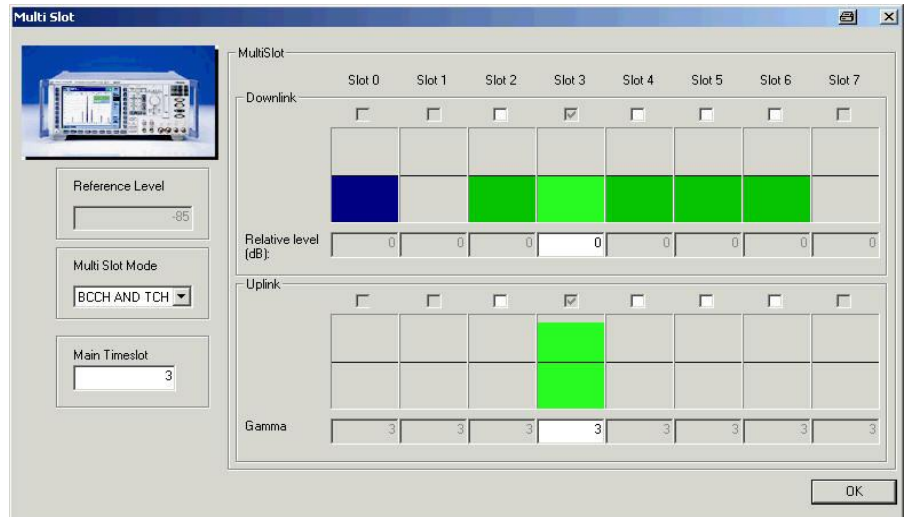 Multi Slot
MultiSlot
Slot 0 Slot 1 Slot 2 Slot 3 Slot 4 Slot 5 Slot 6 Slot 7
Downlink
Reference Level
-85
Relative level (dB):
0 0 0 0 0 0 0 0
Multi Slot Mode
BCCH AND TCH
Uplink
Main Timeslot
3
Gamma
3 3 3 3 3 3 3 3
OK